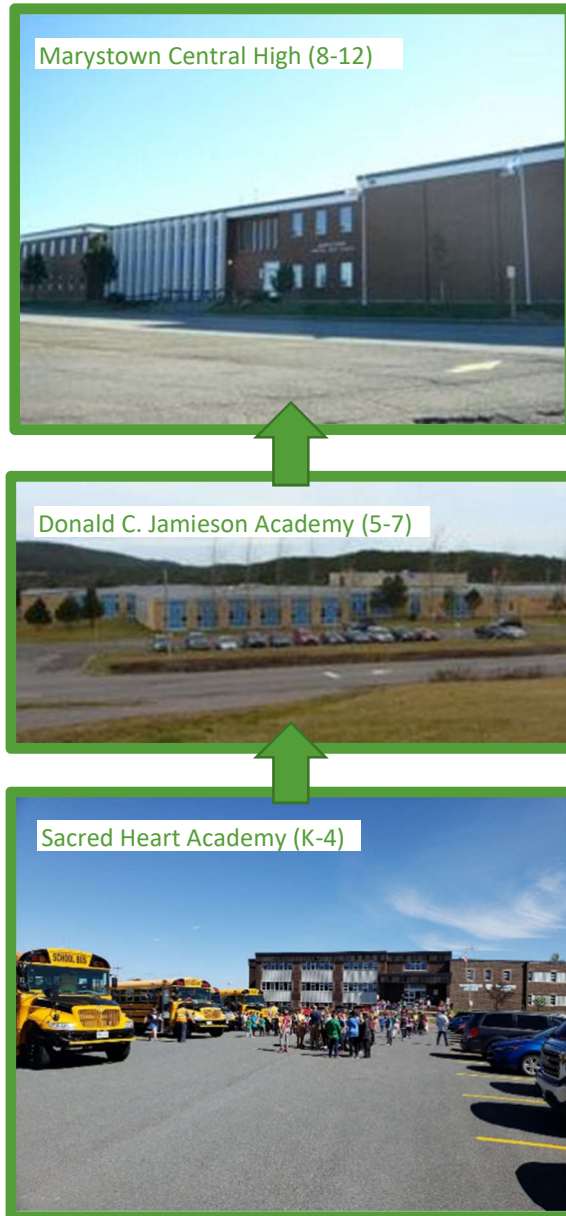 Marystown Central High (8-12)
Donald C. Jamieson Academy (5-7)
Sacred Heart Academy (K-4)
SCHOOL BUS